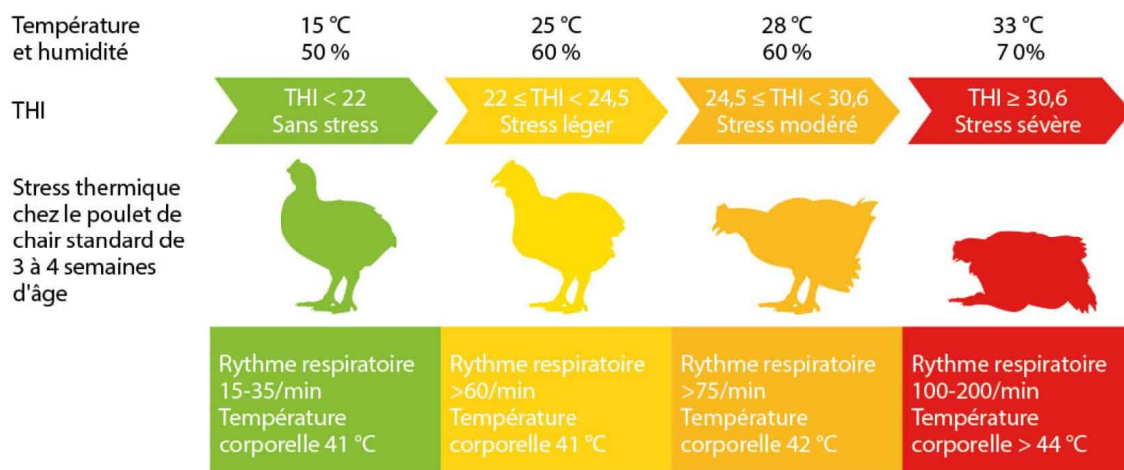 Température
et humidité
15 °C
50 %
25 °C
60 %
28 °C
60 %
33 °C
70 %
THI
THI < 22
Sans stress
22 ≤ THI < 24,5
Stress léger
24,5 ≤ THI < 30,6
Stress modéré
THI ≥ 30,6
Stress sévère
Stress thermique
chez le poulet de
chair standard de
3 à 4 semaines
d'âge
Rythme respiratoire
15-35/min
Température
corporelle 41 °C
Rythme respiratoire
>60/min
Température
corporelle 41 °C
Rythme respiratoire
>75/min
Température
corporelle 42 °C
Rythme respiratoire
100-200/min
Température
corporelle > 44 °C